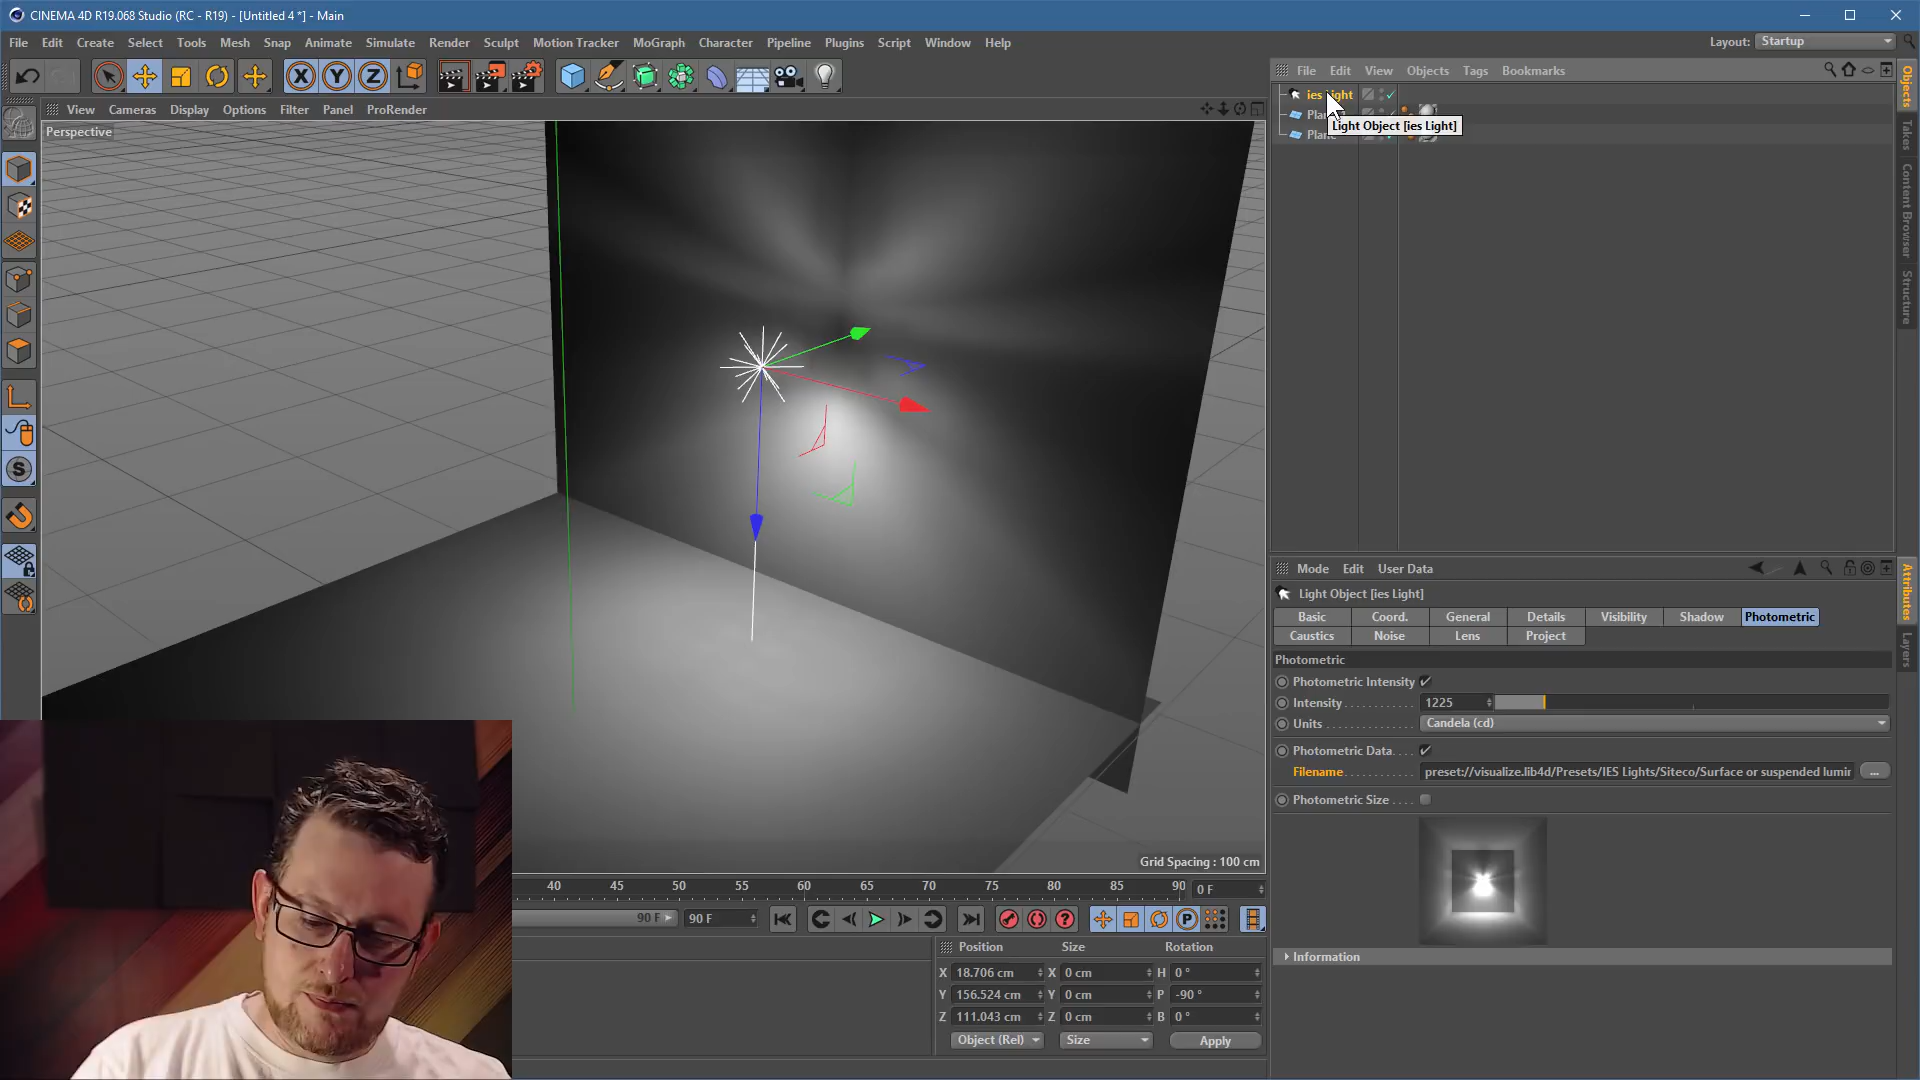 CINEMA 4D R19.068 Studio (RC - R19) - [Untitled 4 *] - Main
File Edit Create Select Tools Mesh Snap Animate Simulate Render Sculpt Motion Tracker MoGraph Character Pipeline Plugins Script Window Help
Layout: Startup
View Cameras Display Options Filter Panel ProRender
Perspective
Grid Spacing : 100 cm
40 45 50 55 60 65 70 75 80 85 90
0 F
90 F
90 F
Position Size Rotation
X 18.706 cm X 0 cm H 0 °
Y 156.524 cm Y 0 cm P -90 °
Z 111.043 cm Z 0 cm B 0 °
Object (Rel) Size Apply
File Edit View Objects Tags Bookmarks
Light Object [ies Light]
Objects
Takes
Content Browser
Structure
Mode Edit User Data
Light Object [ies Light]
Basic Coord. General Details Visibility Shadow Photometric
Caustics Noise Lens Project
Photometric
Photometric Intensity
Intensity 1225
Units Candela (cd)
Photometric Data
Filename preset://visualize.lib4d/Presets/IES Lights/Siteco/Surface or suspended lumir
...
Photometric Size
Information
Attributes
Layers